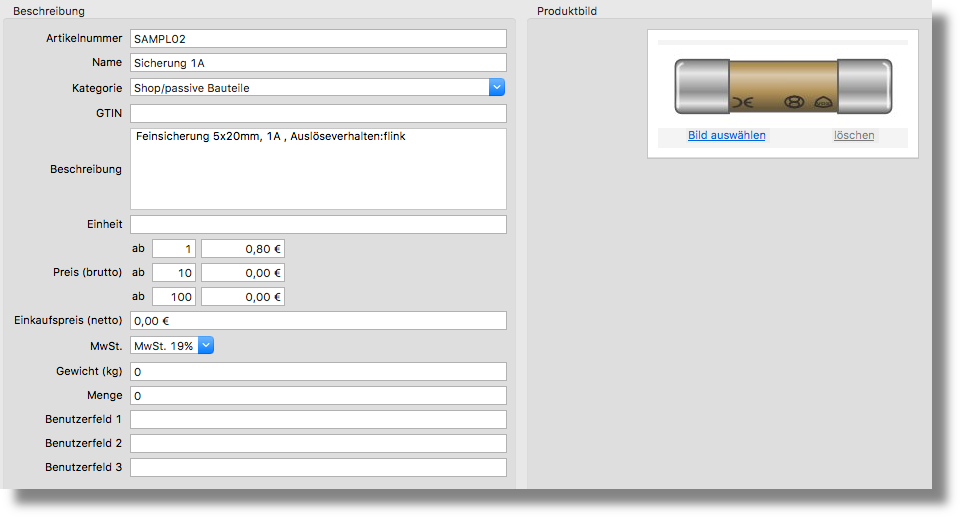 Beschreibung
Artikelnummer SAMPL02
Name Sicherung 1A
Kategorie Shop/passive Bauteile
GTIN
Beschreibung Feinsicherung 5x20mm, 1A , Auslöseverhalten:flink
Einheit
ab 1 0,80 €
Preis (brutto) ab 10 0,00 €
ab 100 0,00 €
Einkaufspreis (netto) 0,00 €
MwSt. MwSt. 19%
Gewicht (kg) 0
Menge 0
Benutzerfeld 1
Benutzerfeld 2
Benutzerfeld 3
Produktbild
Bild auswählen löschen